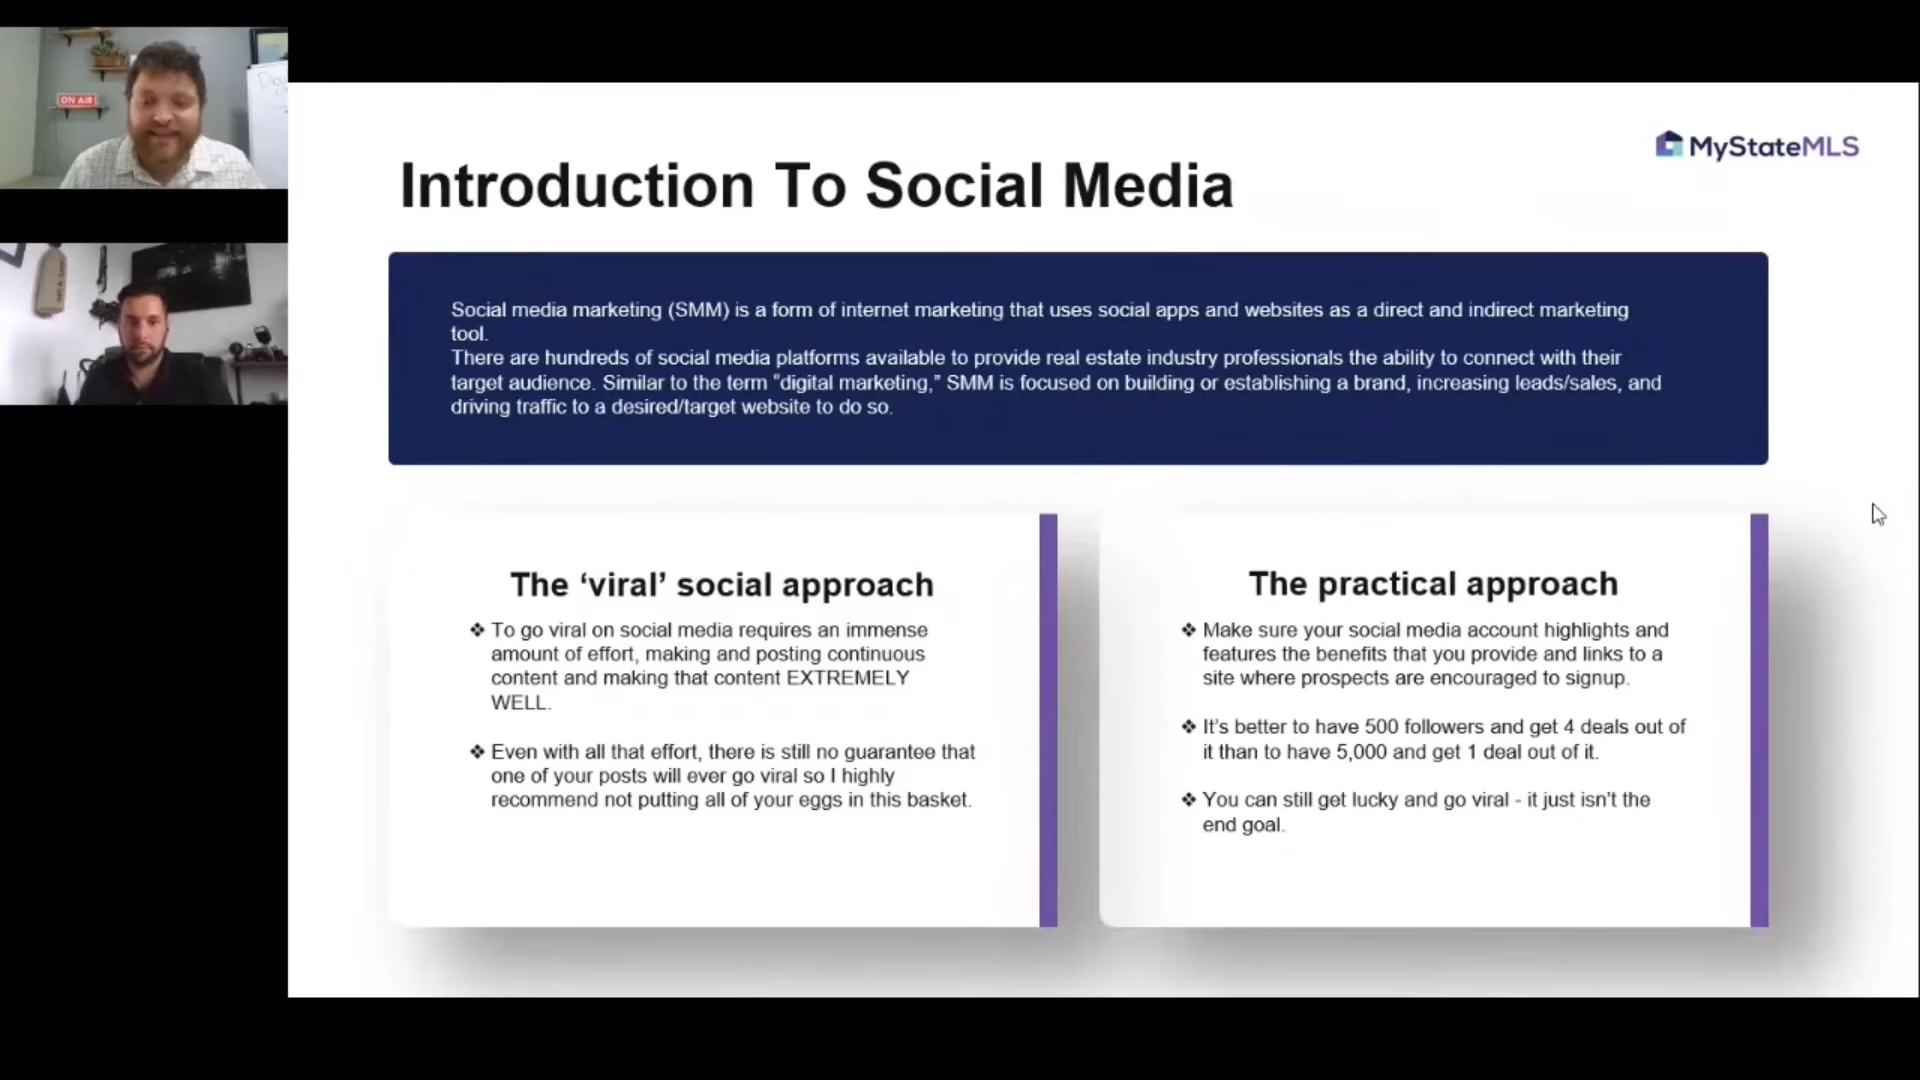 ON AIR
MyStateMLS
Introduction To Social Media
Social media marketing (SMM) is a form of internet marketing that uses social apps and websites as a direct and indirect marketing
tool.
There are hundreds of social media platforms available to provide real estate industry professionals the ability to connect with their
target audience. Similar to the term “digital marketing,” SMM is focused on building or establishing a brand, increasing leads/sales, and
driving traffic to a desired/target website to do so.
The ‘viral’ social approach
❖ To go viral on social media requires an immense
amount of effort, making and posting continuous
content and making that content EXTREMELY
WELL.
❖ Even with all that effort, there is still no guarantee that
one of your posts will ever go viral so I highly
recommend not putting all of your eggs in this basket.
The practical approach
❖ Make sure your social media account highlights and
features the benefits that you provide and links to a
site where prospects are encouraged to signup.
❖ It’s better to have 500 followers and get 4 deals out of
it than to have 5,000 and get 1 deal out of it.
❖ You can still get lucky and go viral - it just isn’t the
end goal.